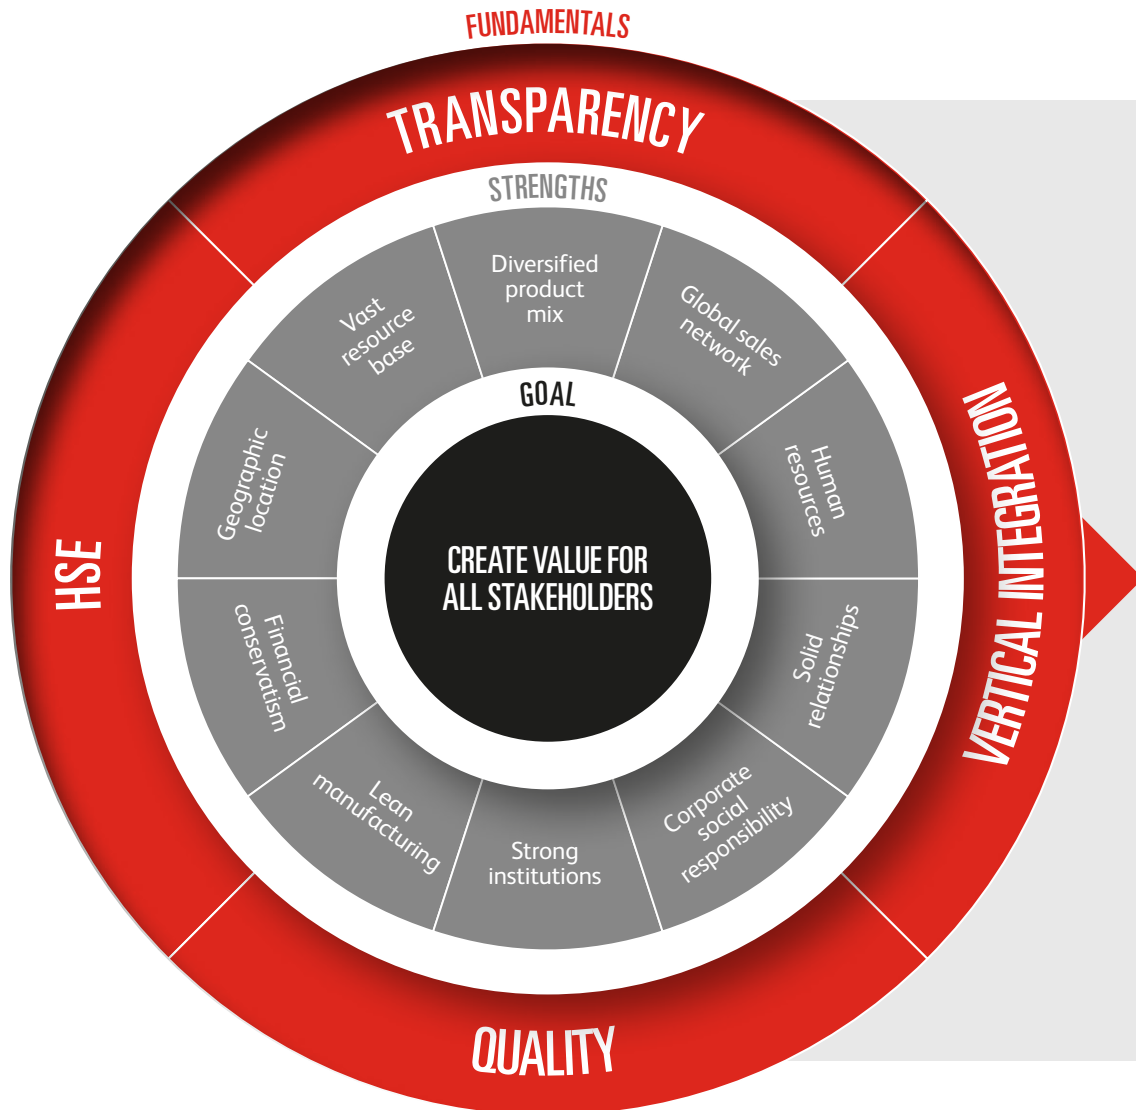 FUNDAMENTALS
TRANSPARENCY
STRENGTHS
Diversified
product
mix
Global sales
network
Human
resources
Solid
relationships
Corporate
social
responsibility
Strong
institutions
Lean
manufacturing
Financial
conservatism
Geographic
location
Vast
resource
base
GOAL
CREATE VALUE FOR
ALL STAKEHOLDERS
VERTICAL INTEGRATION
QUALITY
HSE